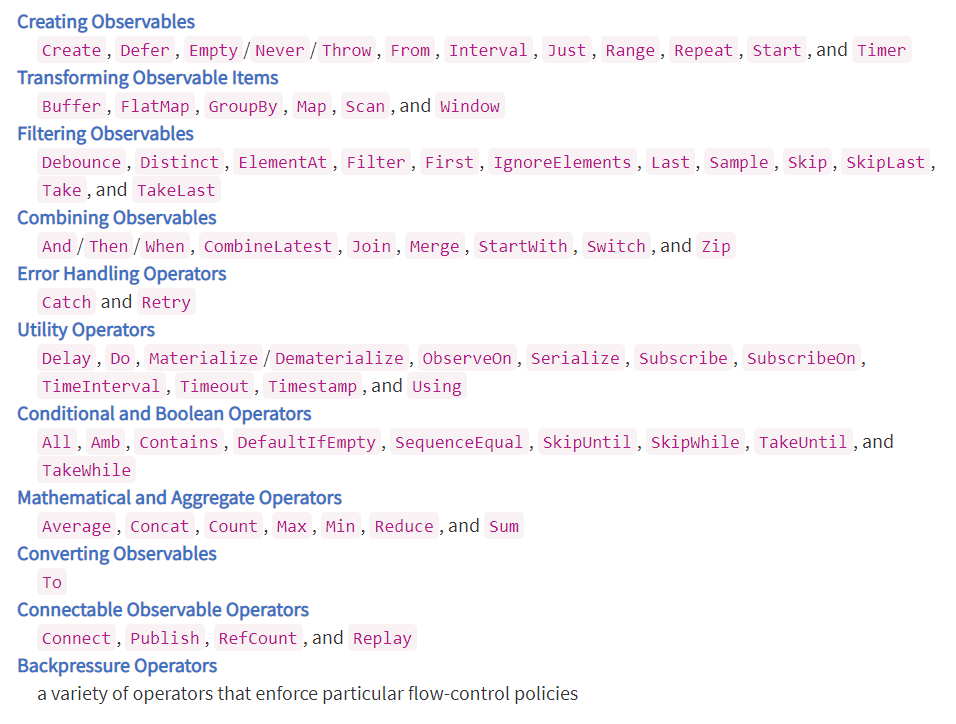 Creating Observables
Create, Defer, Empty/Never/Throw, From, Interval, Just, Range, Repeat, Start, and Timer
Transforming Observable Items
Buffer, FlatMap, GroupBy, Map, Scan, and Window
Filtering Observables
Debounce, Distinct, ElementAt, Filter, First, IgnoreElements, Last, Sample, Skip, SkipLast,
Take, and TakeLast
Combining Observables
And/Then/When, CombineLatest, Join, Merge, StartWith, Switch, and Zip
Error Handling Operators
Catch and Retry
Utility Operators
Delay, Do, Materialize/Dematerialize, ObserveOn, Serialize, Subscribe, SubscribeOn,
TimeInterval, Timeout, Timestamp, and Using
Conditional and Boolean Operators
All, Amb, Contains, DefaultIfEmpty, SequenceEqual, SkipUntil, SkipWhile, TakeUntil, and
TakeWhile
Mathematical and Aggregate Operators
Average, Concat, Count, Max, Min, Reduce, and Sum
Converting Observables
To
Connectable Observable Operators
Connect, Publish, RefCount, and Replay
Backpressure Operators
a variety of operators that enforce particular flow-control policies